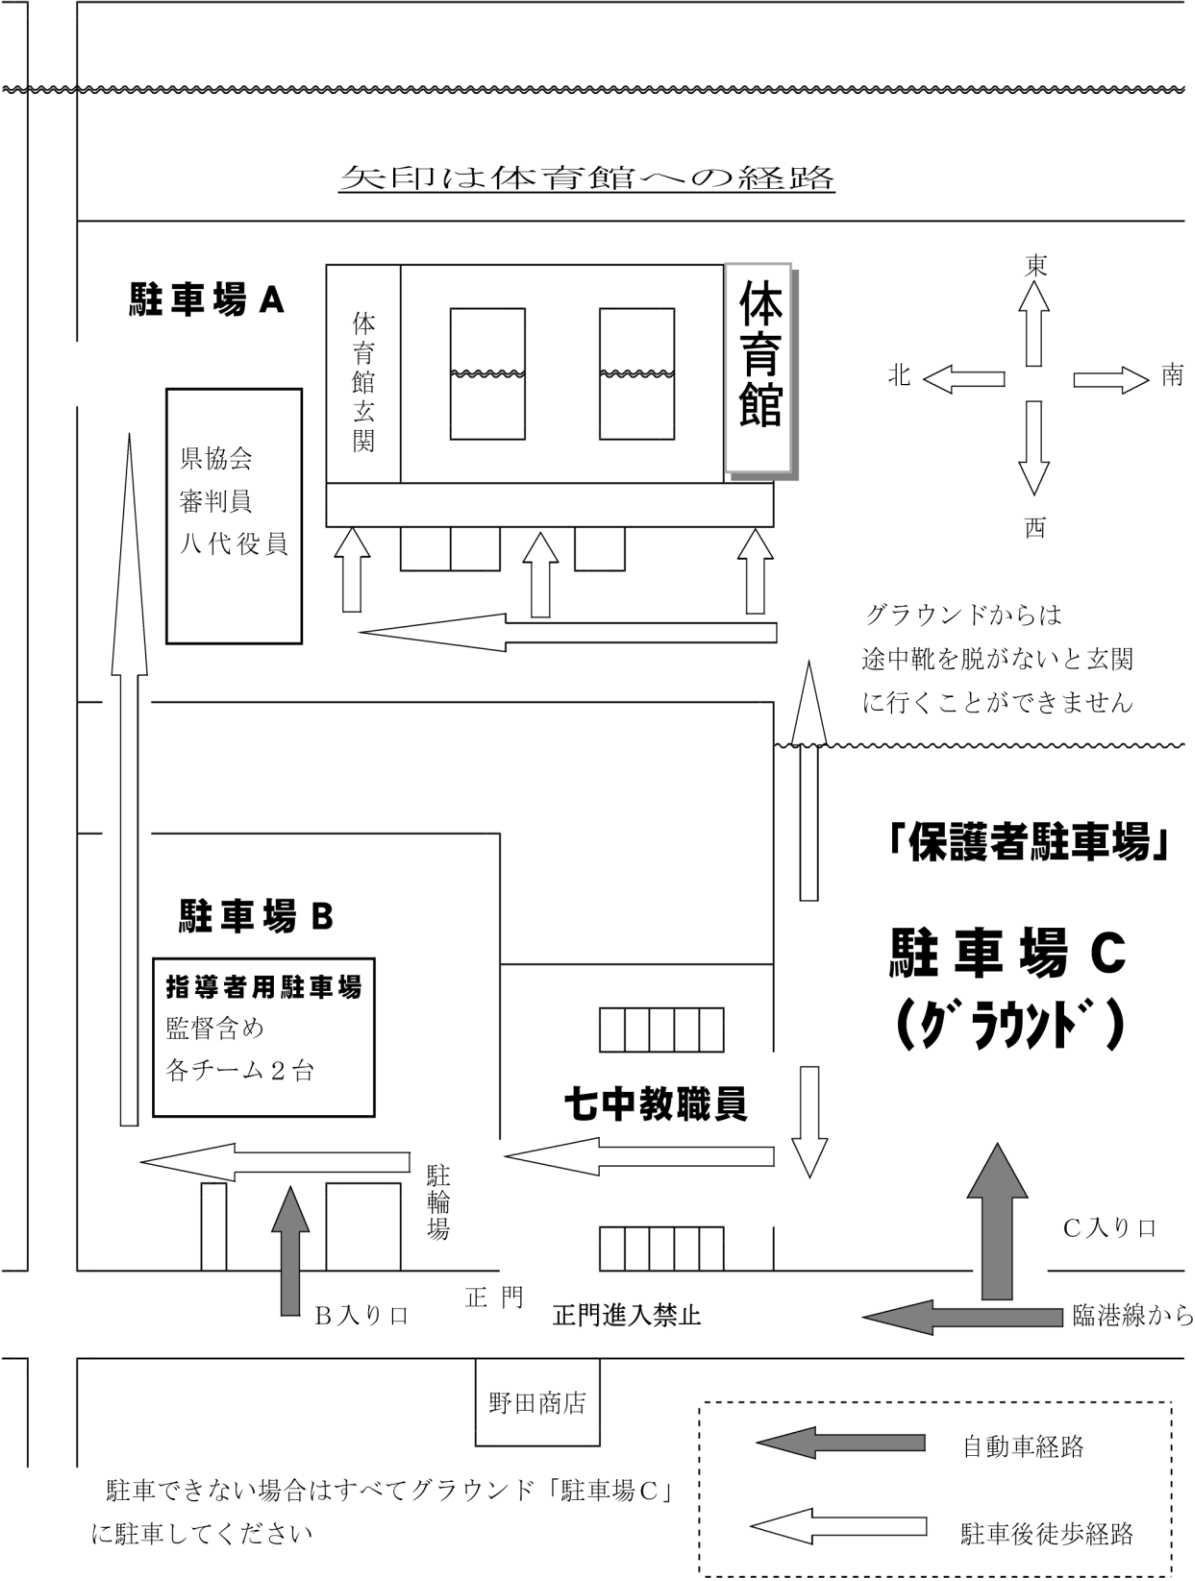 矢印は体育館への経路
駐車場 A
体育館玄関
体育館
東
北
南
西
県協会
審判員
八代役員
グラウンドからは
途中靴を脱がないと玄関
に行くことができません
「保護者駐車場」
駐車場 B
駐車場 C
(グラウンド)
指導者用駐車場
監督含め
各チーム２台
七中教職員
駐輪場
C入り口
B入り口
正 門
正門進入禁止
臨港線から
野田商店
自動車経路
駐車後徒歩経路
駐車できない場合はすべてグラウンド「駐車場C」
に駐車してください